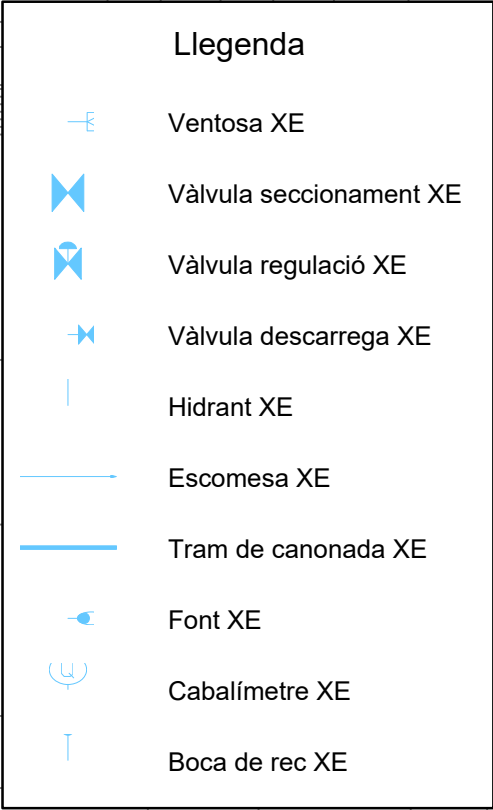 Llegenda
Ventosa XE
Vàlvula seccionament XE
Vàlvula regulació XE
Vàlvula descarrega XE
Hidrant XE
Escomesa XE
Tram de canonada XE
Font XE
Q
Cabalímetre XE
Boca de rec XE